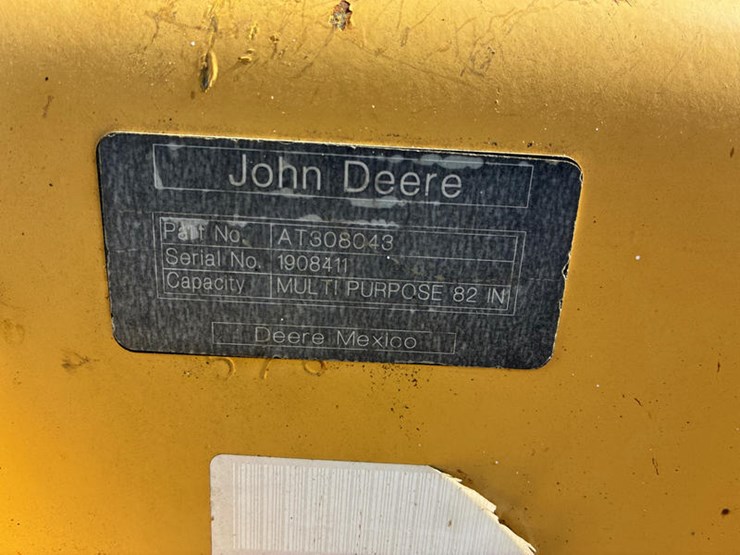 John Deere
Part No. AT308043
Serial No. 1908411
Capacity MULTI PURPOSE 82 IN
Deere Mexico